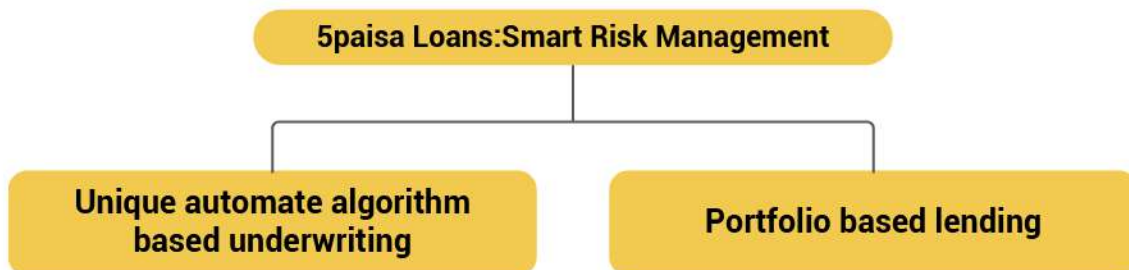 5paisa Loans:Smart Risk Management
Unique automate algorithm
based underwriting
Portfolio based lending